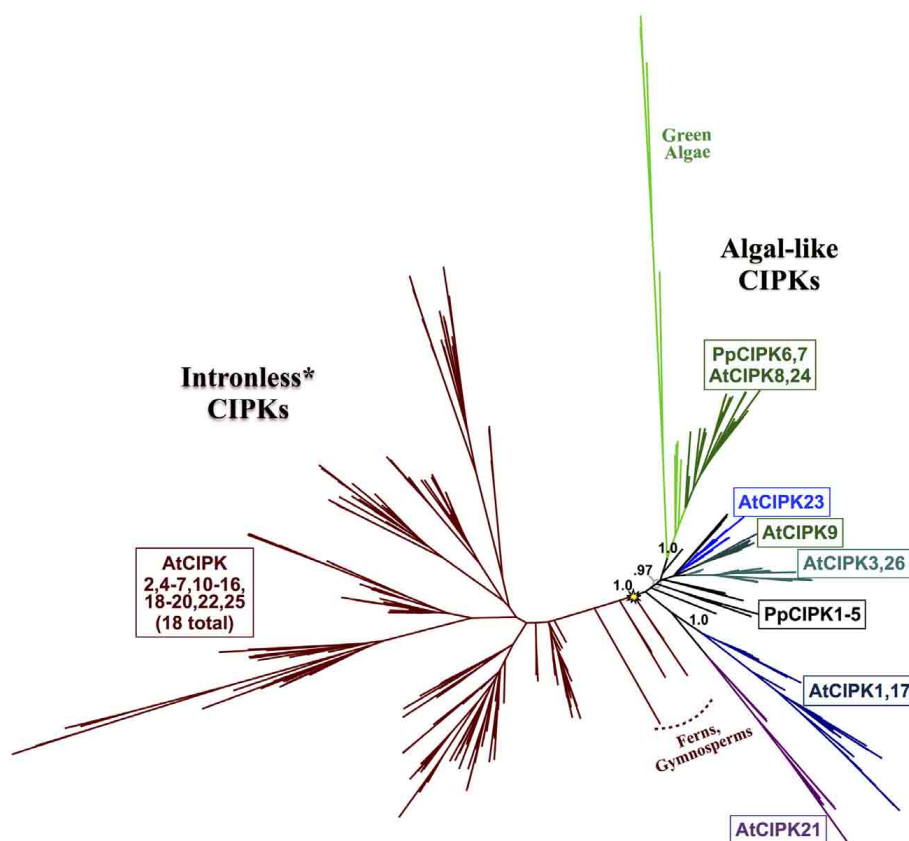 Green
Algae
Algal-like
CIPKs
PpCIPK6,7
AtCIPK8,24
Intronless*
CIPKs
AtCIPK23
1.0
AtCIPK9
.97
AtCIPK3,26
1.0
AtCIPK
2,4-7,10-16,
18-20,22,25
(18 total)
PpCIPK1-5
1.0
AtCIPK1,17
Ferns,
Gymnosperms
AtCIPK21